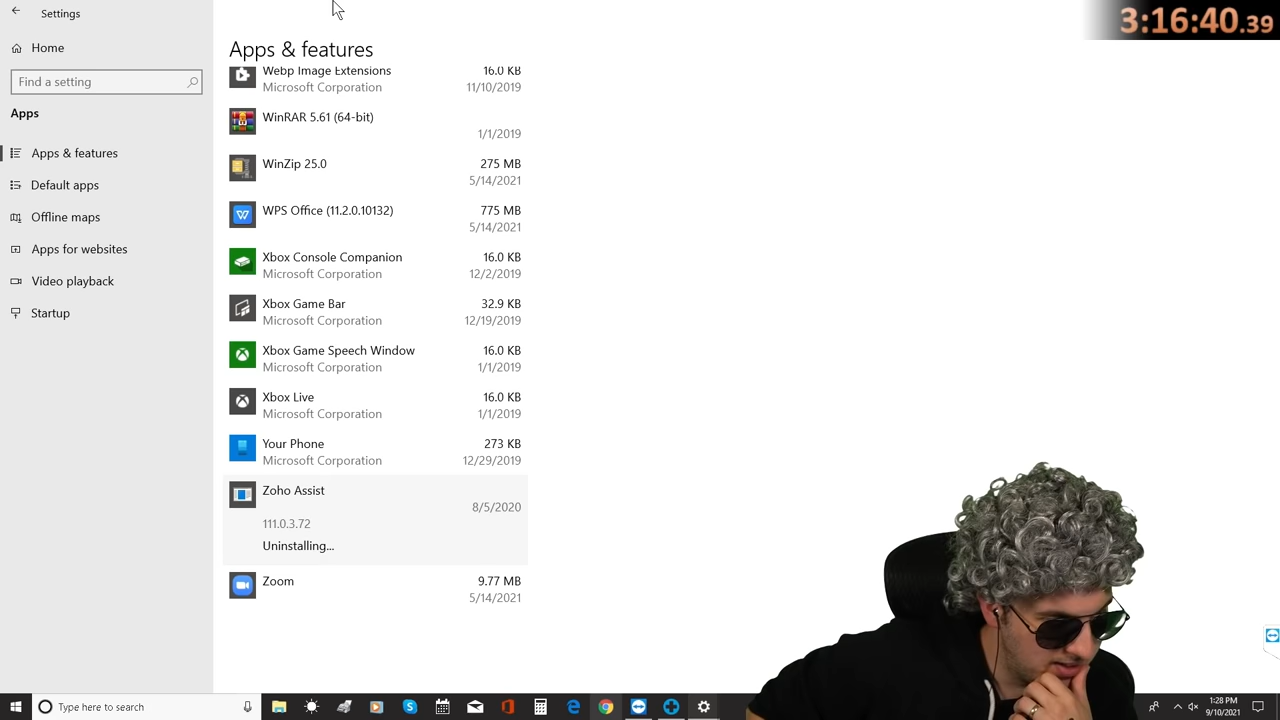 Settings
3:16:40.39
Home
Find a setting
Apps
Apps & features
Default apps
Offline maps
Apps for websites
Video playback
Startup
Apps & features
Webp Image Extensions 16.0 KB
Microsoft Corporation 11/10/2019
WinRAR 5.61 (64-bit)
1/1/2019
WinZip 25.0 275 MB
5/14/2021
WPS Office (11.2.0.10132) 775 MB
5/14/2021
Xbox Console Companion 16.0 KB
Microsoft Corporation 12/2/2019
Xbox Game Bar 32.9 KB
Microsoft Corporation 12/19/2019
Xbox Game Speech Window 16.0 KB
Microsoft Corporation 1/1/2019
Xbox Live 16.0 KB
Microsoft Corporation 1/1/2019
Your Phone 273 KB
Microsoft Corporation 12/29/2019
Zoho Assist
8/5/2020
111.0.3.72
Uninstalling...
Zoom 9.77 MB
5/14/2021
Type here to search
1:28 PM
9/10/2021